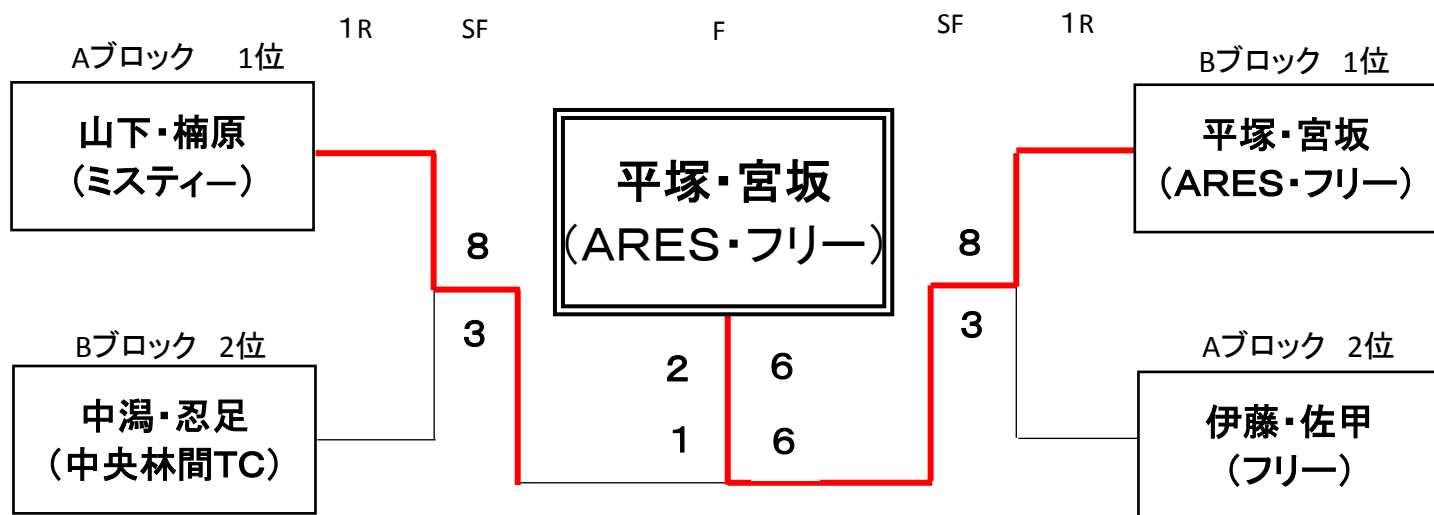 1R SF F SF 1R
Aブロック 1位
山下・楠原
(ミスティー)
Bブロック 2位
中潟・忍足
(中央林間TC)
8
3
平塚・宮坂
(ARES・フリー)
2 6
1 6
8
3
Bブロック 1位
平塚・宮坂
(ARES・フリー)
Aブロック 2位
伊藤・佐甲
(フリー)